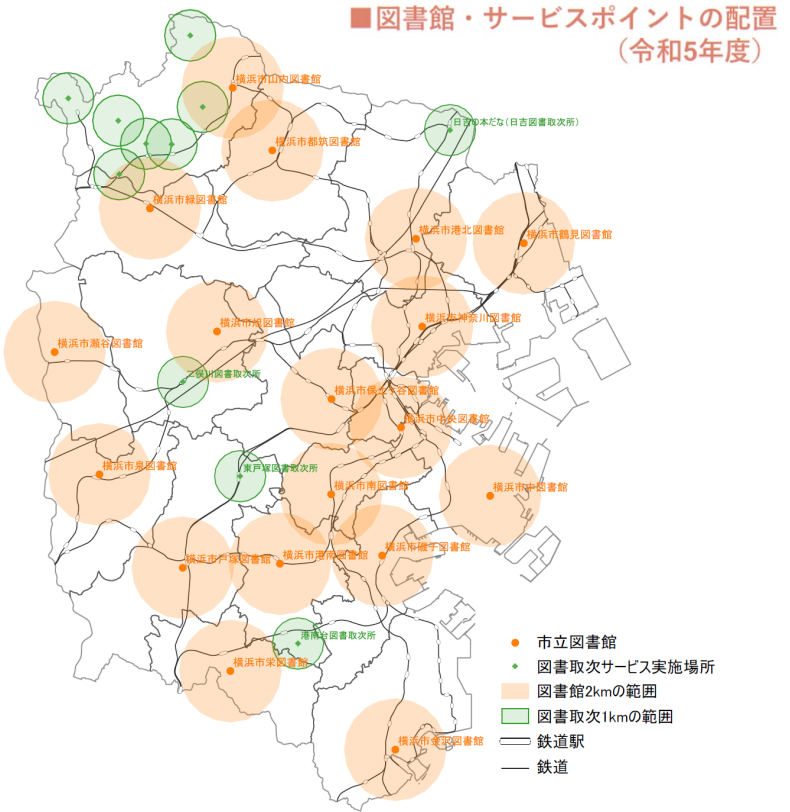 ■図書館・サービスポイントの配置
（令和5年度）
横浜市山内図書館
日吉の本だな(日吉図書取次所)
横浜市都筑図書館
横浜市緑図書館
横浜市港北図書館
横浜市鶴見図書館
横浜市神奈川図書館
横浜市旭図書館
横浜市瀬谷図書館
二俣川図書取次所
横浜市保土ケ谷図書館
横浜市中央図書館
横浜市泉図書館
東戸塚図書取次所
横浜市南図書館
横浜市中図書館
横浜市戸塚図書館
横浜市港南図書館
横浜市磯子図書館
港南台図書取次所
横浜市栄図書館
横浜市金沢図書館
市立図書館
図書取次サービス実施場所
図書館2kmの範囲
図書取次1kmの範囲
鉄道駅
鉄道